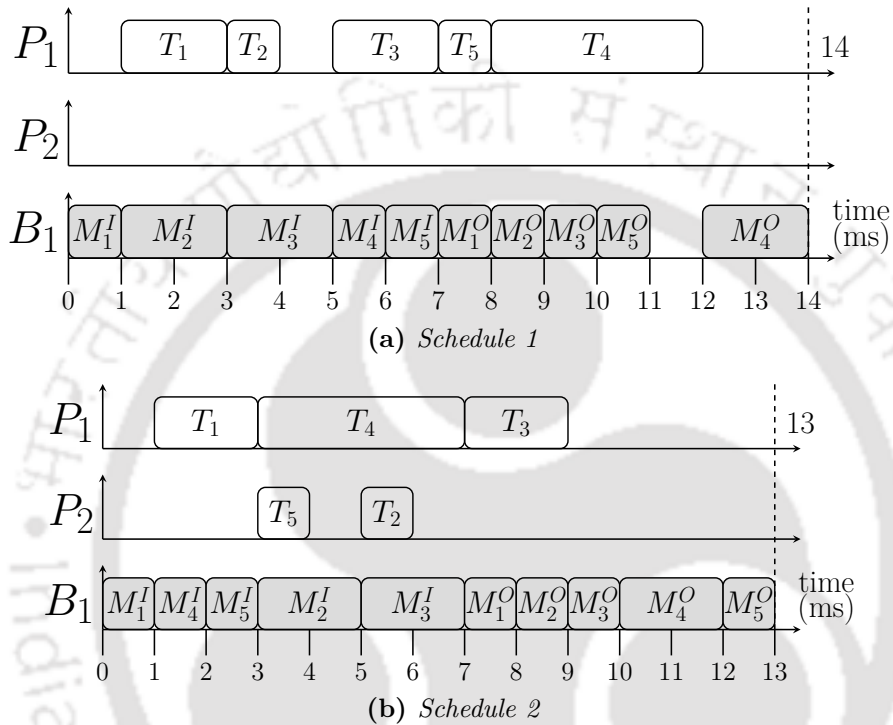 P₁ T₁ T₂ T₃ T₅ T₄ 14
P₂
B₁ M₁ᴵ M₂ᴵ M₃ᴵ M₄ᴵ M₅ᴵ M₁ᴼ M₂ᴼ M₃ᴼ M₅ᴼ M₄ᴼ time
(ms)
0 1 2 3 4 5 6 7 8 9 10 11 12 13 14
(a) Schedule 1
P₁ T₁ T₄ T₃ 13
P₂ T₅ T₂
B₁ M₁ᴵ M₄ᴵ M₅ᴵ M₂ᴵ M₃ᴵ M₁ᴼ M₂ᴼ M₃ᴼ M₄ᴼ M₅ᴼ time
(ms)
0 1 2 3 4 5 6 7 8 9 10 11 12 13
(b) Schedule 2